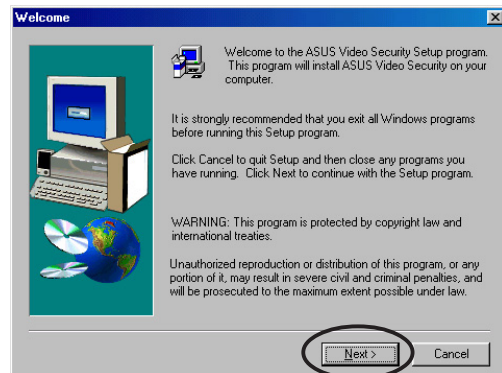 Welcome
Welcome to the ASUS Video Security Setup program.
This program will install ASUS Video Security on your
computer.
It is strongly recommended that you exit all Windows programs
before running this Setup program.
Click Cancel to quit Setup and then close any programs you
have running. Click Next to continue with the Setup program.
WARNING: This program is protected by copyright law and
international treaties.
Unauthorized reproduction or distribution of this program, or any
portion of it, may result in severe civil and criminal penalties, and
will be prosecuted to the maximum extent possible under law.
Next >
Cancel